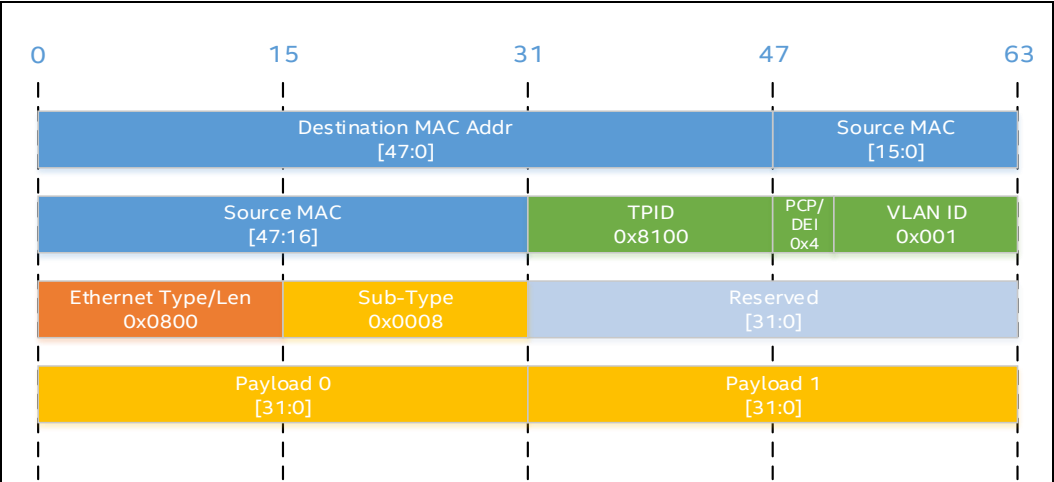 0 15 31 47 63
Destination MAC Addr
[47:0]
Source MAC
[15:0]
Source MAC
[47:16]
TPID
0x8100
PCP/
DEI
0x4
VLAN ID
0x001
Ethernet Type/Len
0x0800
Sub-Type
0x0008
Reserved
[31:0]
Payload 0
[31:0]
Payload 1
[31:0]